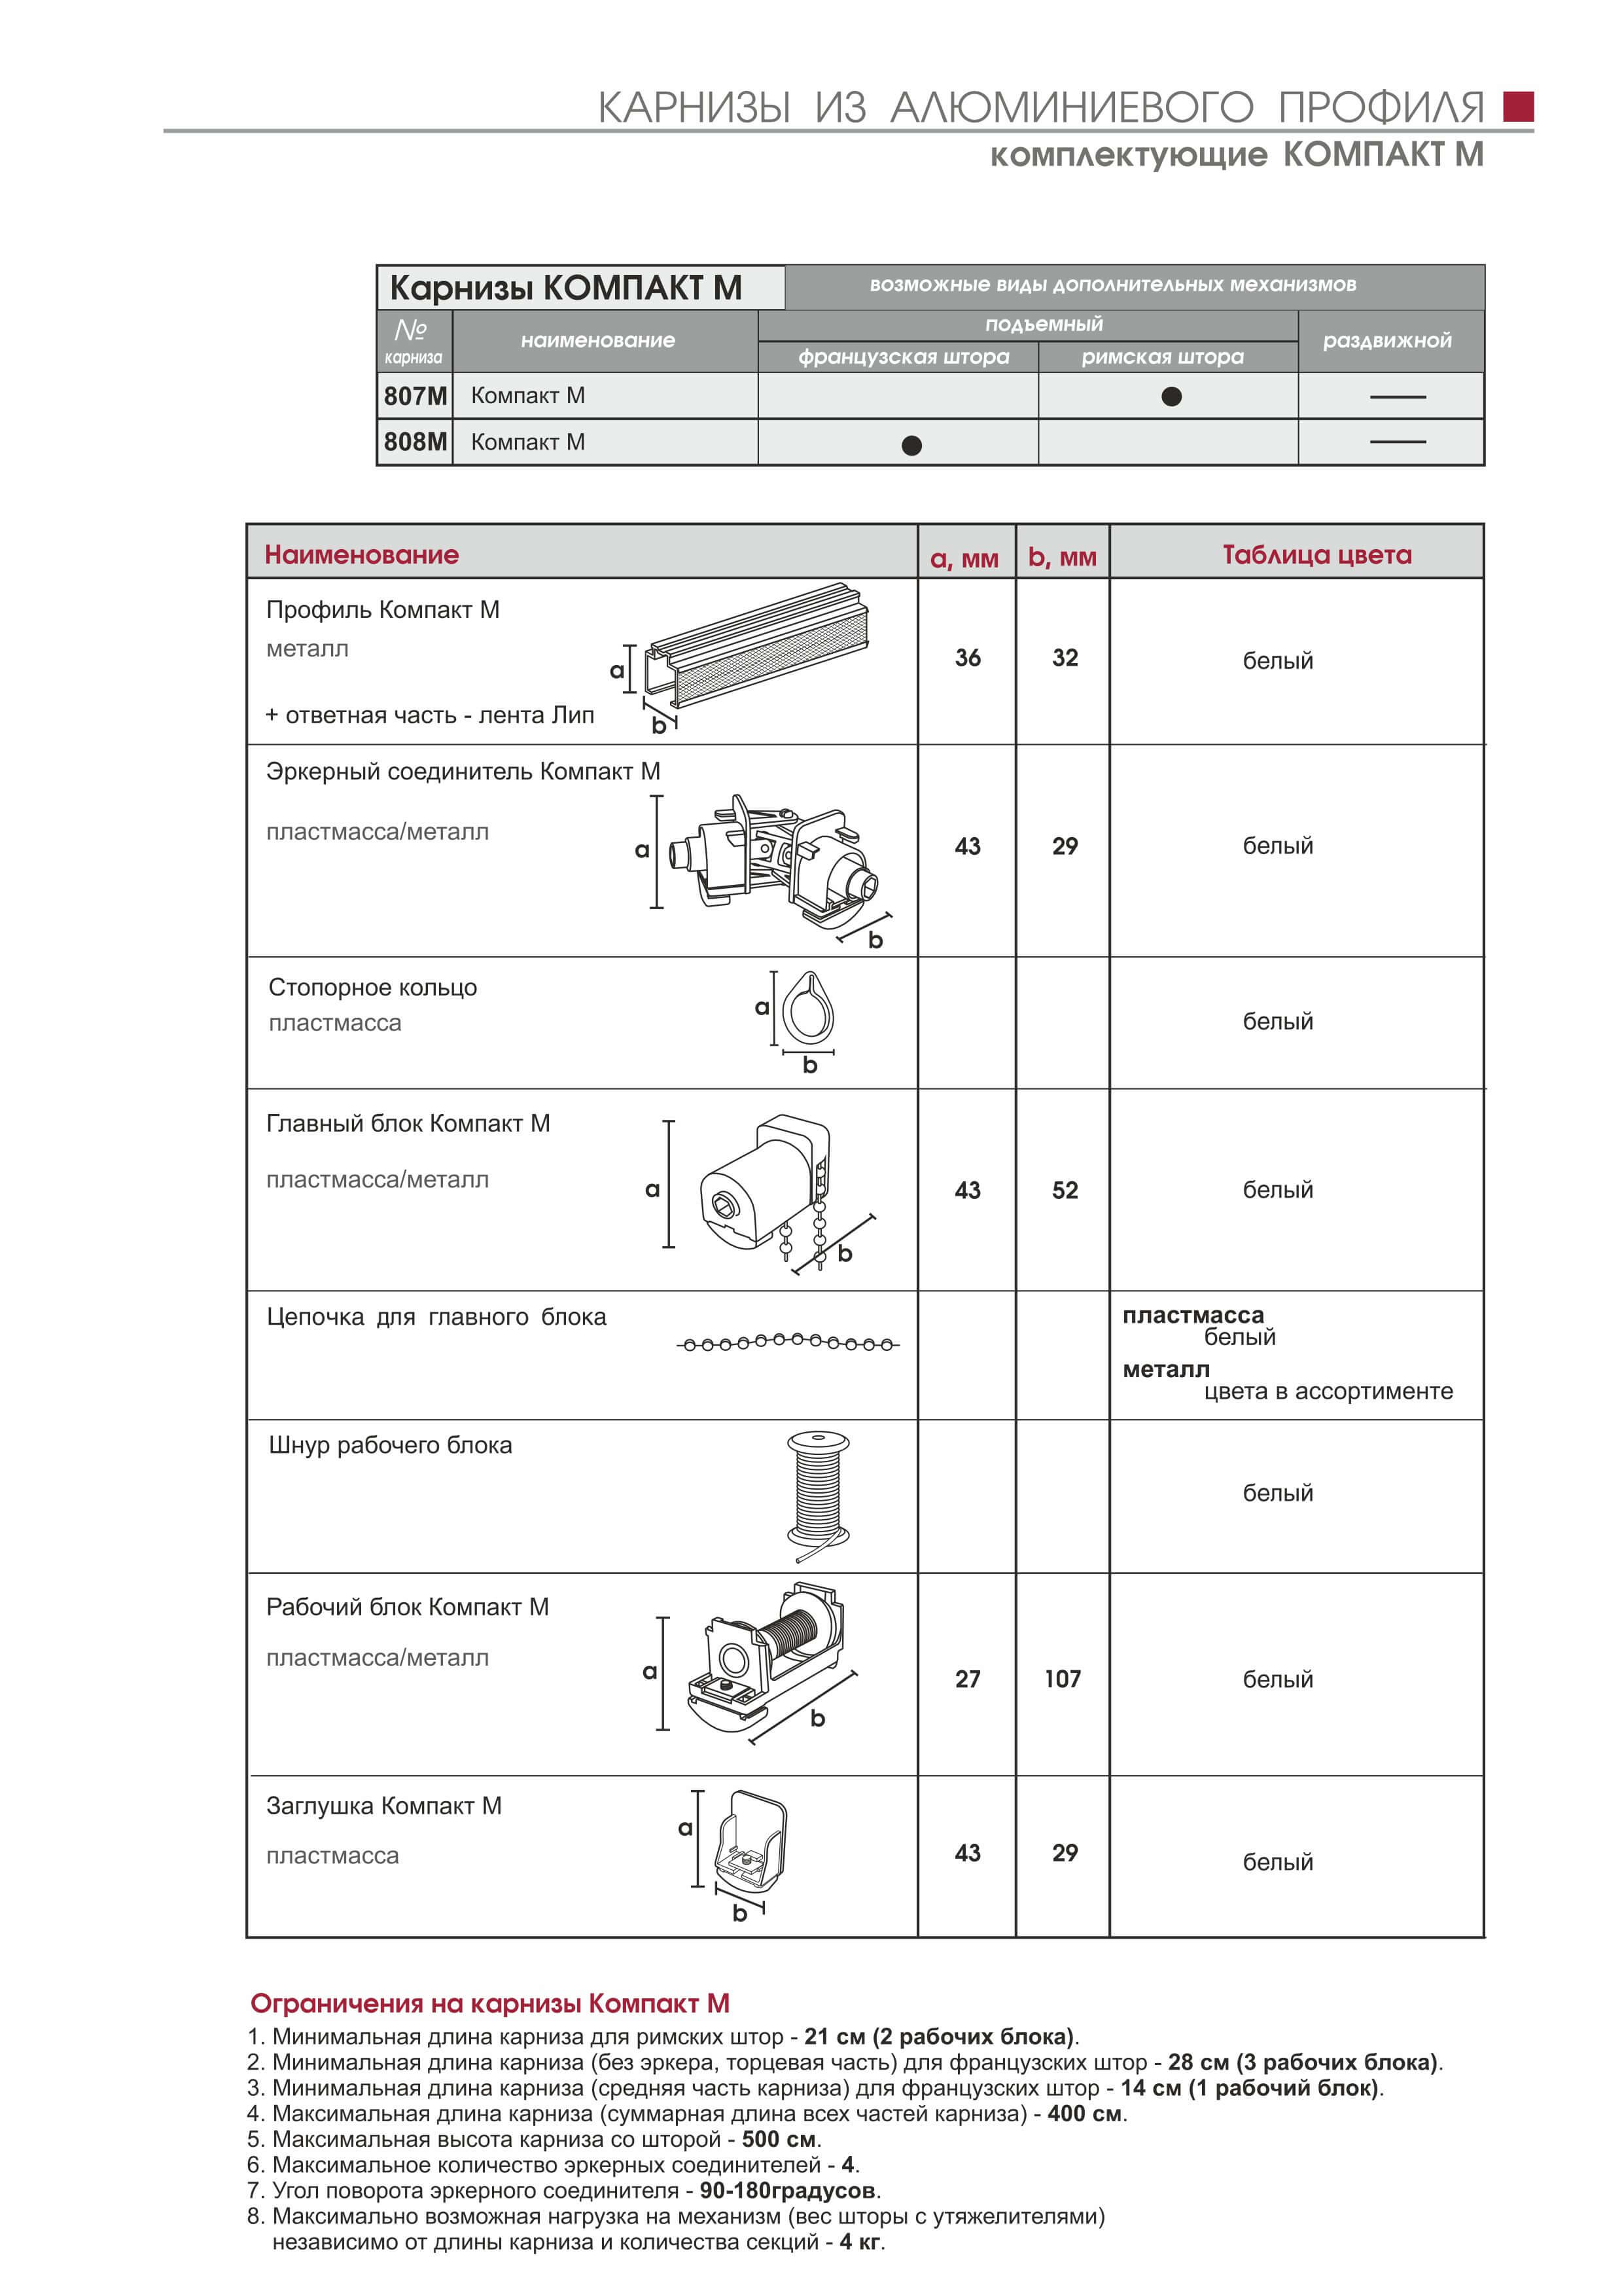 КАРНИЗЫ ИЗ АЛЮМИНИЕВОГО ПРОФИЛЯ
комплектующие КОМПАКТ М
Карнизы КОМПАКТ М
возможные виды дополнительных механизмов
№ карниза
наименование
подъемный
французская штора
римская штора
раздвижной
807М Компакт М ● —
808М Компакт М ● —
Наименование a, мм b, мм Таблица цвета
Профиль Компакт М
металл
a
36 32 белый
+ ответная часть - лента Лип
b
Эркерный соединитель Компакт М
пластмасса/металл
a
43 29 белый
b
Стопорное кольцо
пластмасса
a
белый
b
Главный блок Компакт М
пластмасса/металл
a
43 52 белый
b
Цепочка для главного блока
пластмасса
белый
металл
цвета в ассортименте
Шнур рабочего блока
белый
Рабочий блок Компакт М
пластмасса/металл
a
27 107 белый
b
Заглушка Компакт М
a
пластмасса
43 29 белый
b
Ограничения на карнизы Компакт М
1. Минимальная длина карниза для римских штор - 21 см (2 рабочих блока).
2. Минимальная длина карниза (без эркера, торцевая часть) для французских штор - 28 см (3 рабочих блока).
3. Минимальная длина карниза (средняя часть карниза) для французских штор - 14 см (1 рабочий блок).
4. Максимальная длина карниза (суммарная длина всех частей карниза) - 400 см.
5. Максимальная высота карниза со шторой - 500 см.
6. Максимальное количество эркерных соединителей - 4.
7. Угол поворота эркерного соединителя - 90-180градусов.
8. Максимально возможная нагрузка на механизм (вес шторы с утяжелителями)
независимо от длины карниза и количества секций - 4 кг.